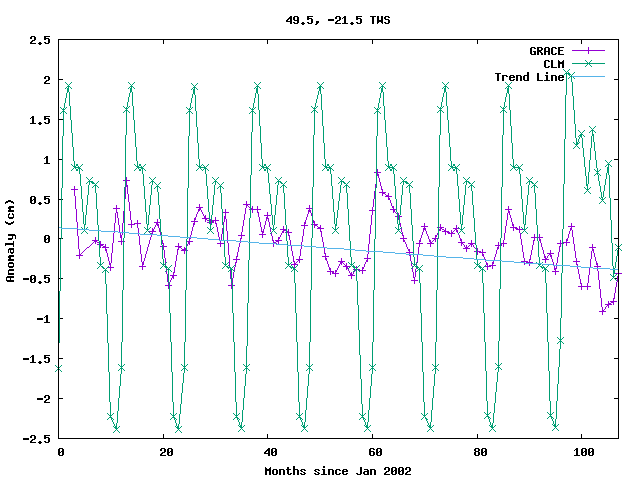 49.5, -21.5 TWS
GRACE
CLM
Trend Line
2.5
2
1.5
1
0.5
0
-0.5
-1
-1.5
-2
-2.5
Anomaly (cm)
0 20 40 60 80 100
Months since Jan 2002